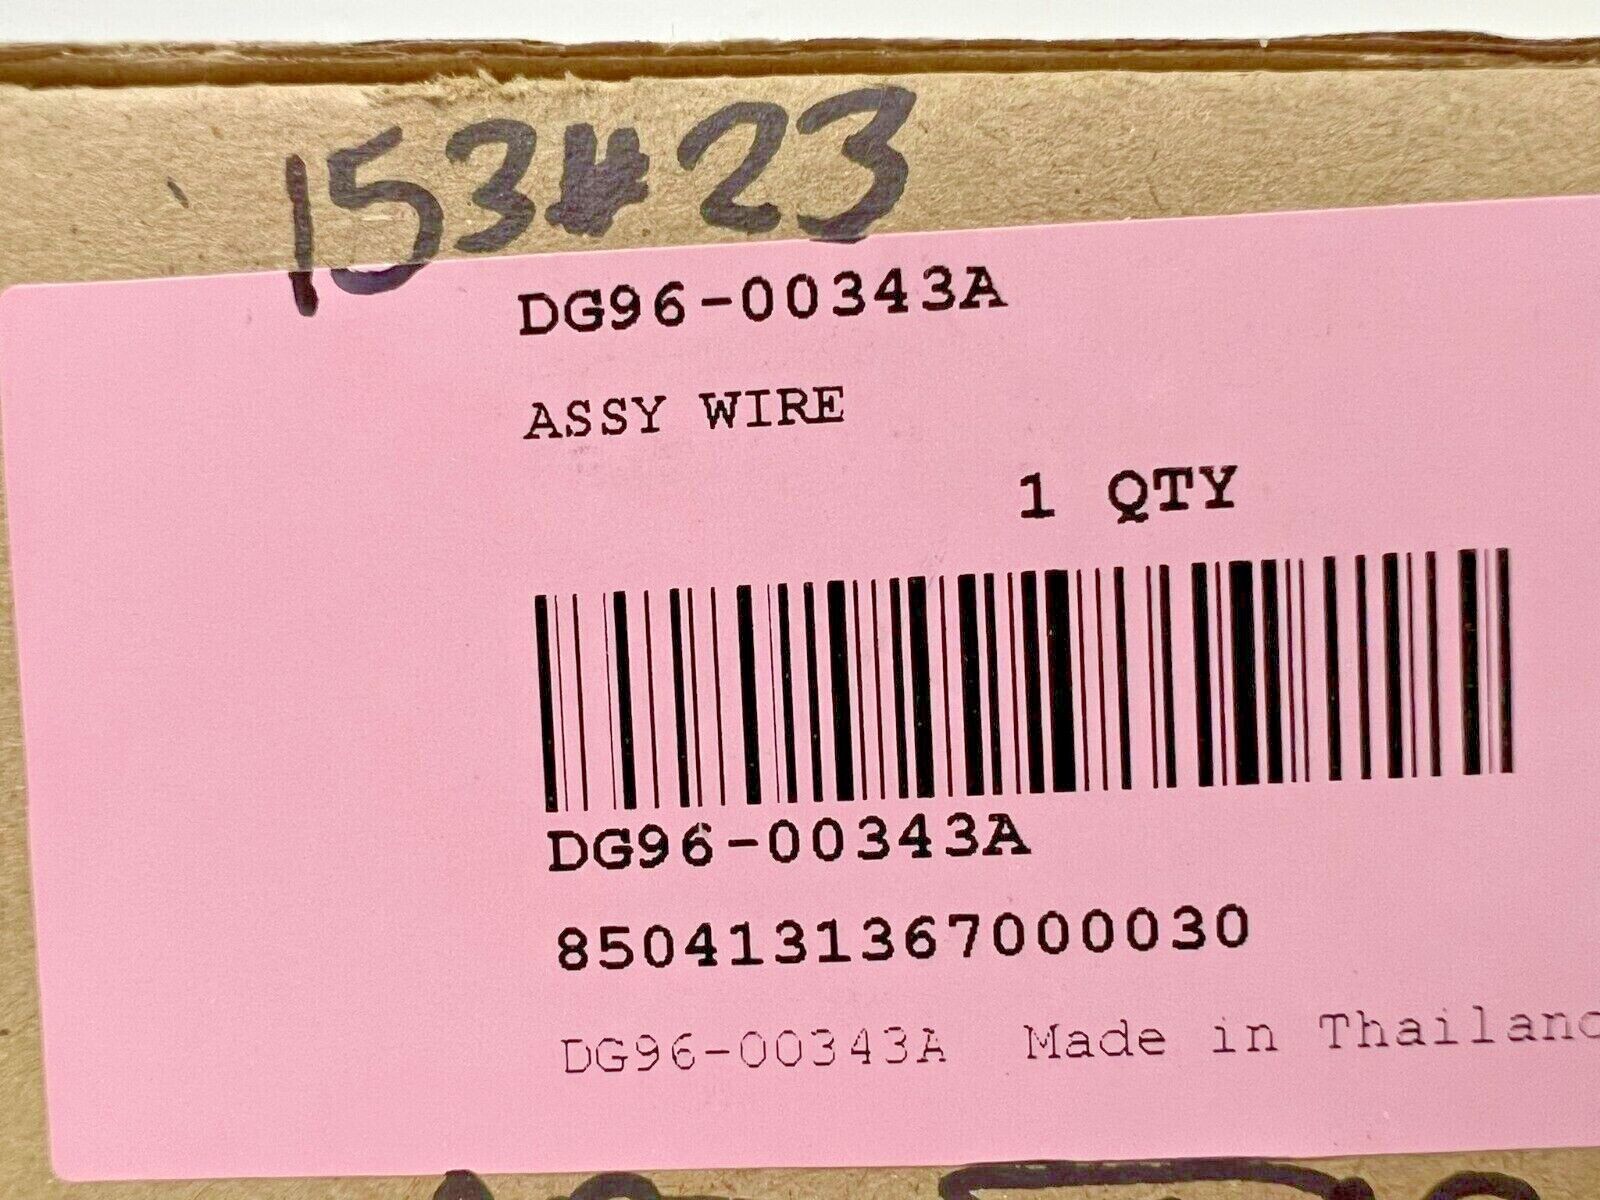 153#23
DG96-00343A
ASSY WIRE
1 QTY
DG96-00343A
8504131367000030
DG96-00343A Made in Thailand